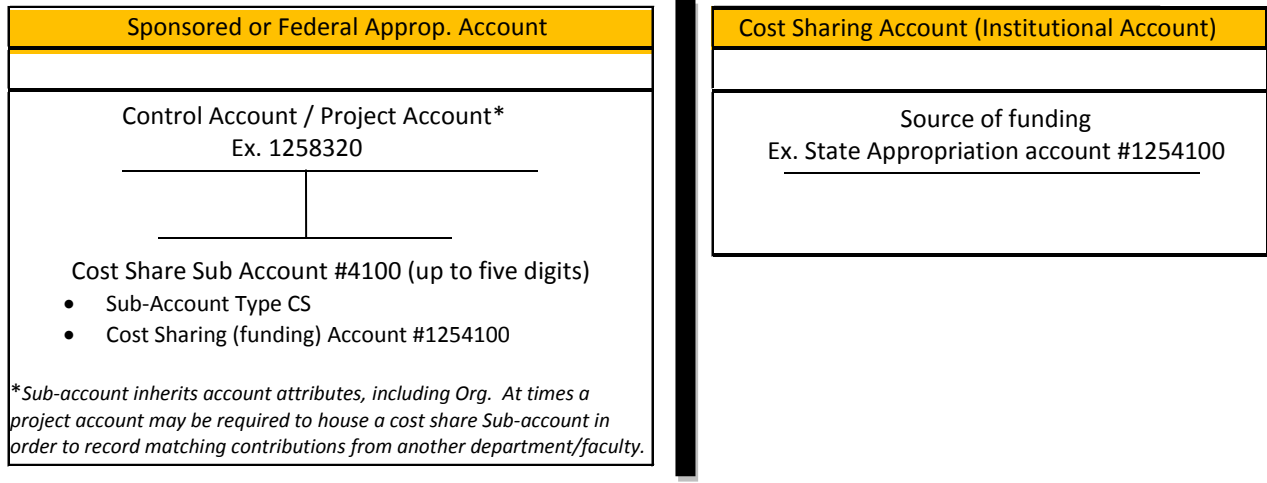 Sponsored or Federal Approp. Account
Control Account / Project Account*
Ex. 1258320
Cost Share Sub Account #4100 (up to five digits)
• Sub-Account Type CS
• Cost Sharing (funding) Account #1254100
*Sub-account inherits account attributes, including Org. At times a
project account may be required to house a cost share Sub-account in
order to record matching contributions from another department/faculty.
Cost Sharing Account (Institutional Account)
Source of funding
Ex. State Appropriation account #1254100